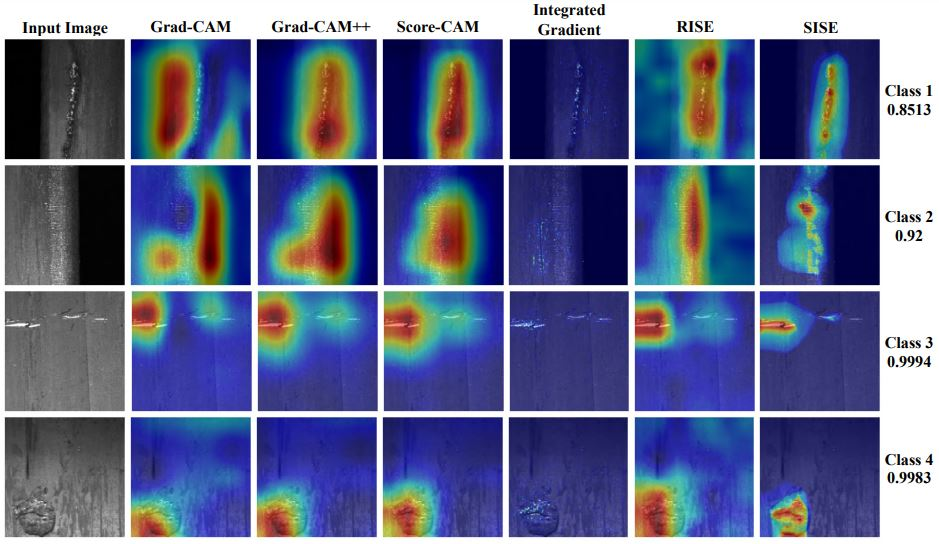 Input Image
Grad-CAM
Grad-CAM++
Score-CAM
Integrated
Gradient
RISE
SISE
Class 1
0.8513
Class 2
0.92
Class 3
0.9994
Class 4
0.9983